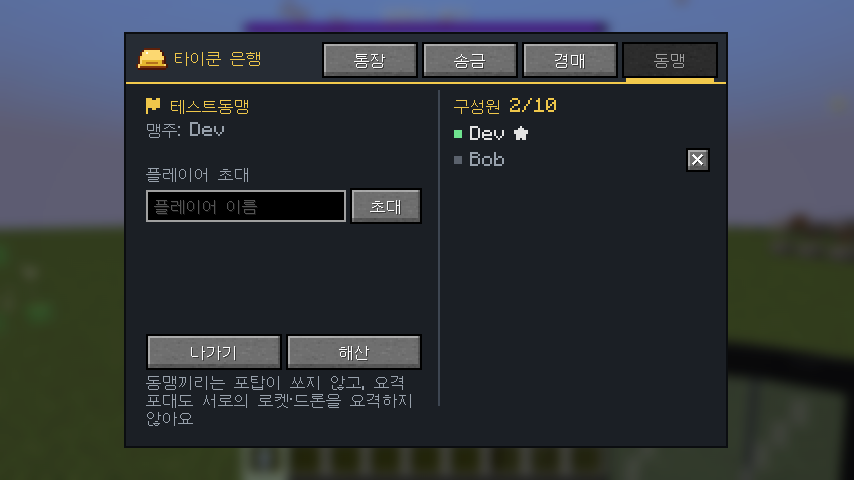 타이쿤 은행
통장
송금
경매
동맹
테스트동맹
맹주: Dev
플레이어 초대
플레이어 이름
초대
나가기
해산
동맹끼리는 포탑이 쏘지 않고, 요격
포대도 서로의 로켓·드론을 요격하지
않아요
구성원 2/10
Dev
Bob